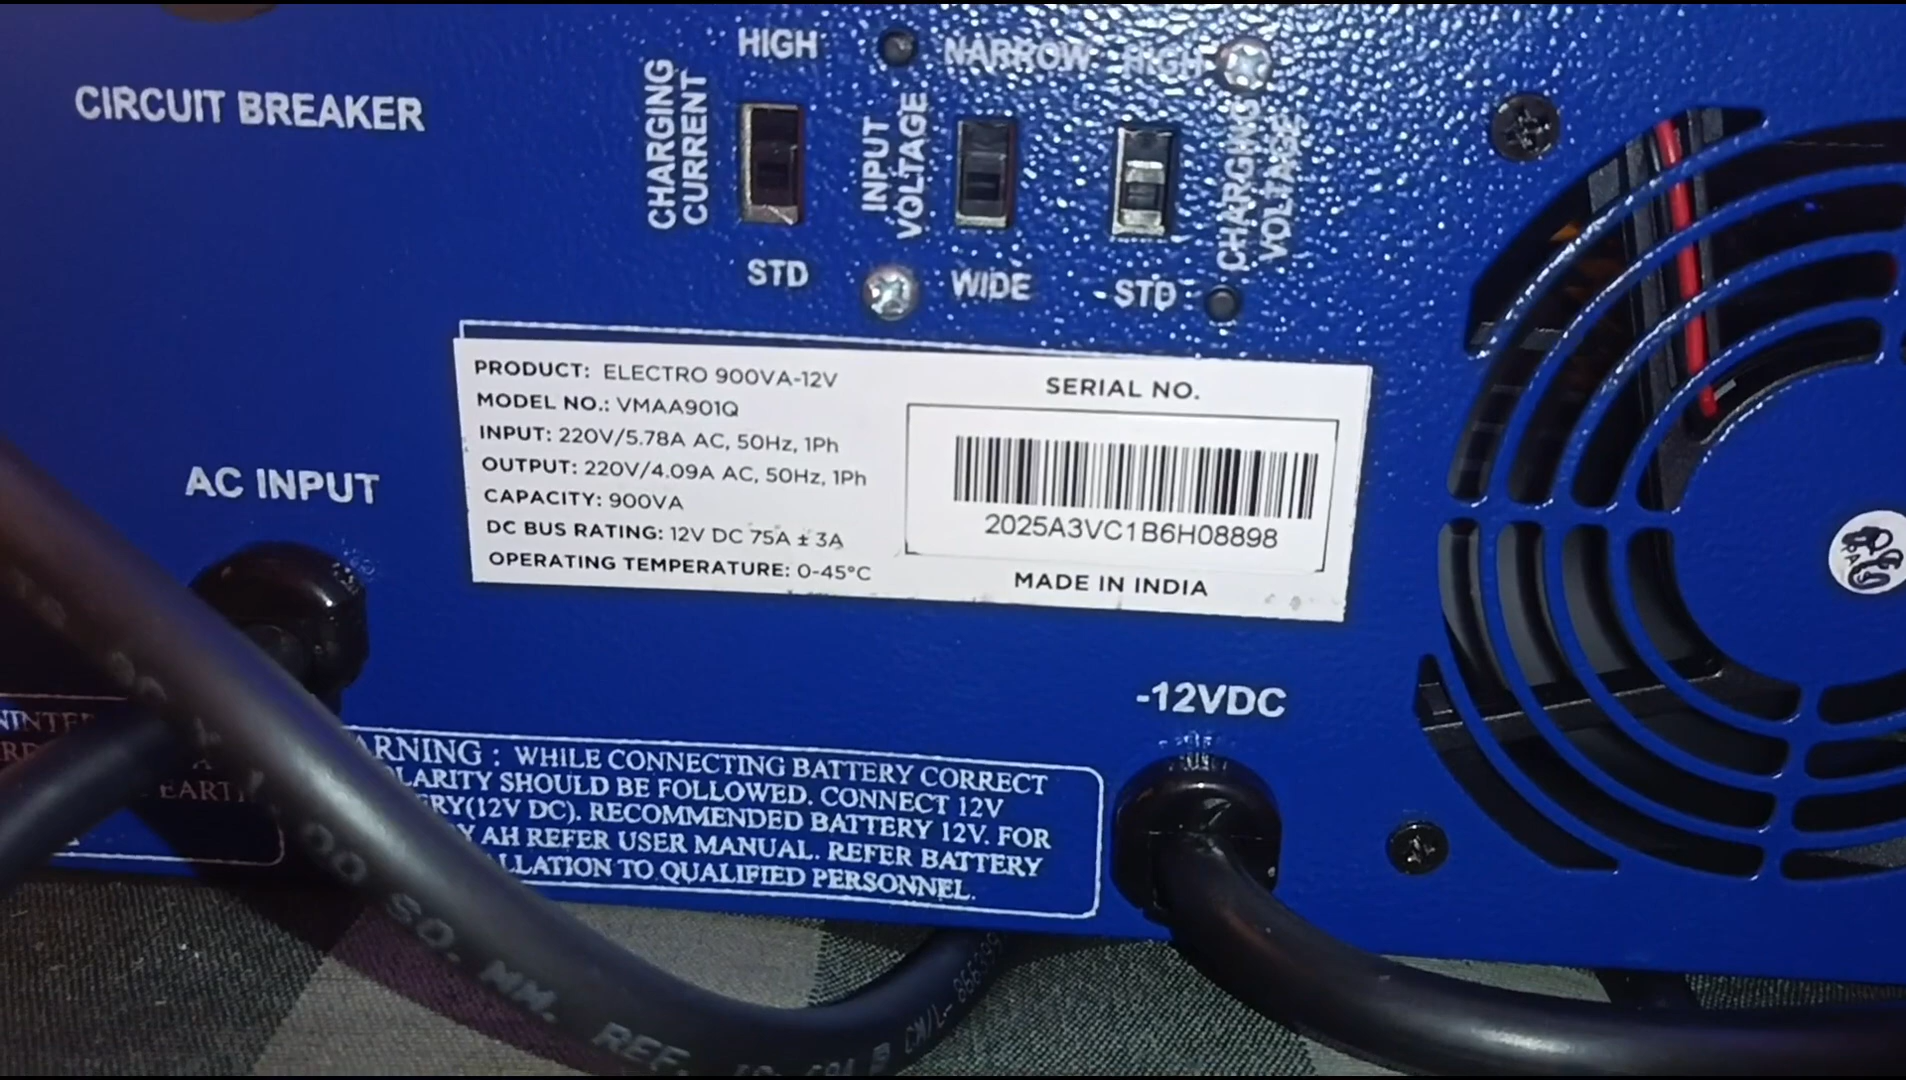 HIGH
NARROW
HIGH
CIRCUIT BREAKER
CHARGING
CURRENT
INPUT
VOLTAGE
CHARGING
VOLTAGE
STD
WIDE
STD
PRODUCT: ELECTRO 900VA-12V
MODEL NO.: VMAA901Q
INPUT: 220V/5.78A AC, 50Hz, 1Ph
OUTPUT: 220V/4.09A AC, 50Hz, 1Ph
CAPACITY: 900VA
DC BUS RATING: 12V DC 75A ± 3A
OPERATING TEMPERATURE: 0-45°C
SERIAL NO.
2025A3VC1B6H08898
MADE IN INDIA
AC INPUT
-12VDC
ARNING : WHILE CONNECTING BATTERY CORRECT
LARITY SHOULD BE FOLLOWED. CONNECT 12V
RY(12V DC). RECOMMENDED BATTERY 12V. FOR
Y AH REFER USER MANUAL. REFER BATTERY
LLATION TO QUALIFIED PERSONNEL.
EART
SQ. MM. REF.
CM/L-